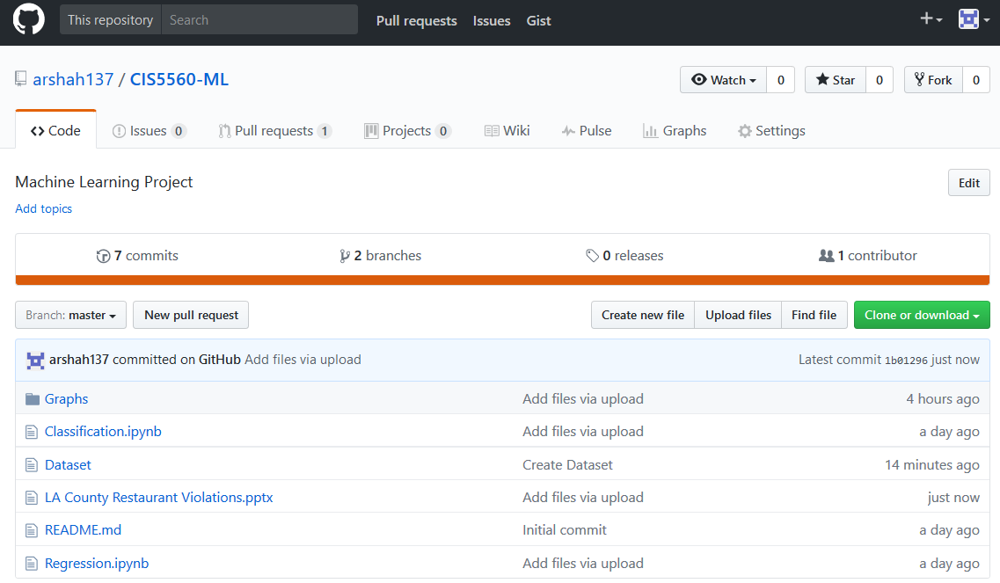 This repository Search Pull requests Issues Gist
arshah137 / CIS5560-ML Watch 0 Star 0 Fork 0
Code Issues 0 Pull requests 1 Projects 0 Wiki Pulse Graphs Settings
Machine Learning Project Edit
Add topics
7 commits 2 branches 0 releases 1 contributor
Branch: master New pull request Create new file Upload files Find file Clone or download
arshah137 committed on GitHub Add files via upload Latest commit 1b01296 just now
Graphs Add files via upload 4 hours ago
Classification.ipynb Add files via upload a day ago
Dataset Create Dataset 14 minutes ago
LA County Restaurant Violations.pptx Add files via upload just now
README.md Initial commit a day ago
Regression.ipynb Add files via upload a day ago